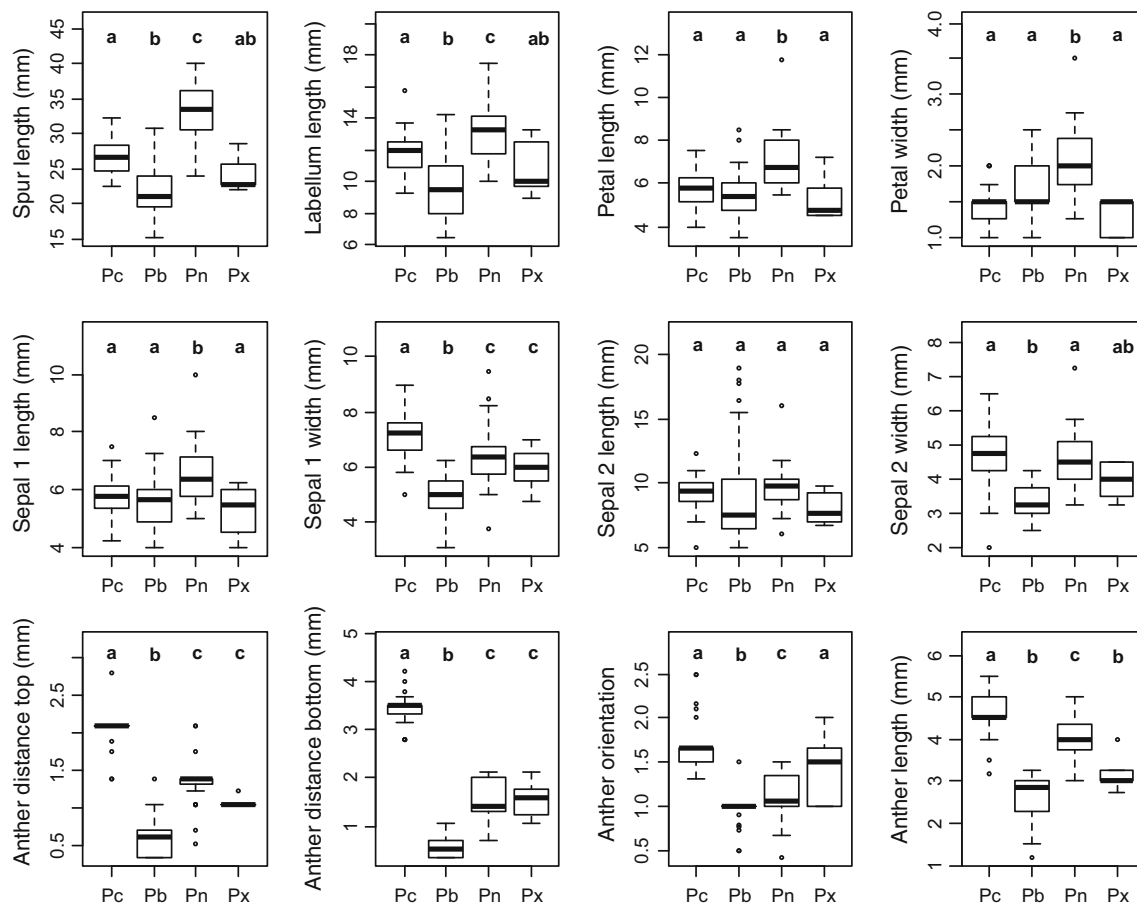 Spur length (mm)
45
40
35
30
25
20
15
a b c ab
Pc Pb Pn Px
Labellum length (mm)
20
18
14
12
10
8
6
a b c ab
Pc Pb Pn Px
Petal length (mm)
12
10
8
6
4
a a b a
Pc Pb Pn Px
Petal width (mm)
4.0
3.0
2.0
1.0
a a b a
Pc Pb Pn Px
Sepal 1 length (mm)
10
8
6
4
a a b a
Pc Pb Pn Px
Sepal 1 width (mm)
10
8
6
4
a b c c
Pc Pb Pn Px
Sepal 2 length (mm)
20
15
10
5
a a a a
Pc Pb Pn Px
Sepal 2 width (mm)
8
7
6
5
4
3
2
a b a ab
Pc Pb Pn Px
Anther distance top (mm)
2.5
1.5
0.5
a b c c
Pc Pb Pn Px
Anther distance bottom (mm)
5
4
3
2
1
a b c c
Pc Pb Pn Px
Anther orientation
2.5
2.0
1.5
1.0
0.5
a b c a
Pc Pb Pn Px
Anther length (mm)
6
5
4
3
2
1
a b c b
Pc Pb Pn Px